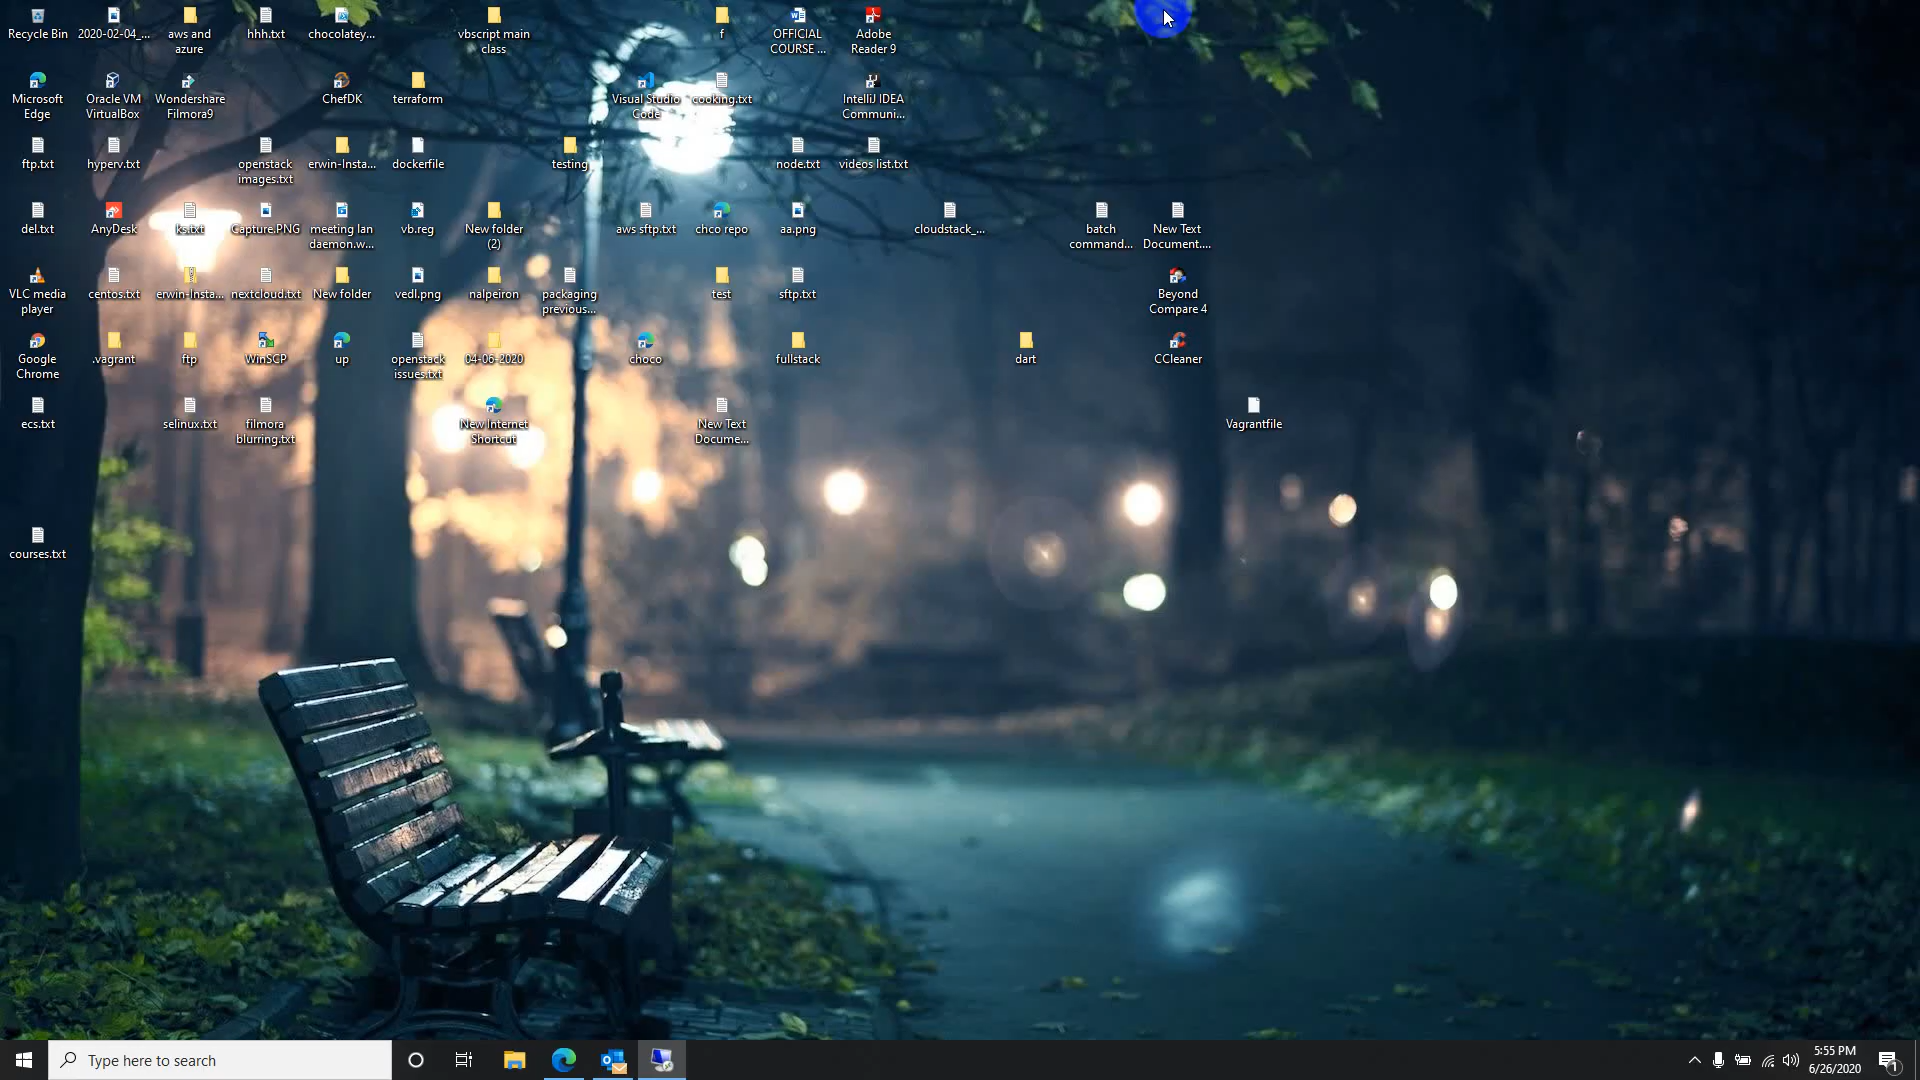 Recycle Bin
2020-02-04_...
aws and
azure
hhh.txt
chocolatey...
vbscript main
class
f
OFFICIAL
COURSE ...
Adobe
Reader 9
Microsoft
Edge
Oracle VM
VirtualBox
Wondershare
Filmora9
ChefDK
terraform
Visual Studio
Code
cooking.txt
IntelliJ IDEA
Communi...
ftp.txt
hyperv.txt
openstack
images.txt
erwin-Insta...
dockerfile
testing
node.txt
videos list.txt
del.txt
AnyDesk
ks.txt
Capture.PNG
meeting lan
daemon.w...
vb.reg
New folder
(2)
aws sftp.txt
chco repo
aa.png
cloudstack_...
batch
command...
New Text
Document....
VLC media
player
centos.txt
erwin-Insta...
nextcloud.txt
New folder
vedl.png
nalpeiron
packaging
previous...
test
sftp.txt
Beyond
Compare 4
Google
Chrome
.vagrant
ftp
WinSCP
up
openstack
issues.txt
04-06-2020
choco
fullstack
dart
CCleaner
ecs.txt
selinux.txt
filmora
blurring.txt
New Internet
Shortcut
New Text
Docume...
Vagrantfile
courses.txt
Type here to search
5:55 PM
6/26/2020
1